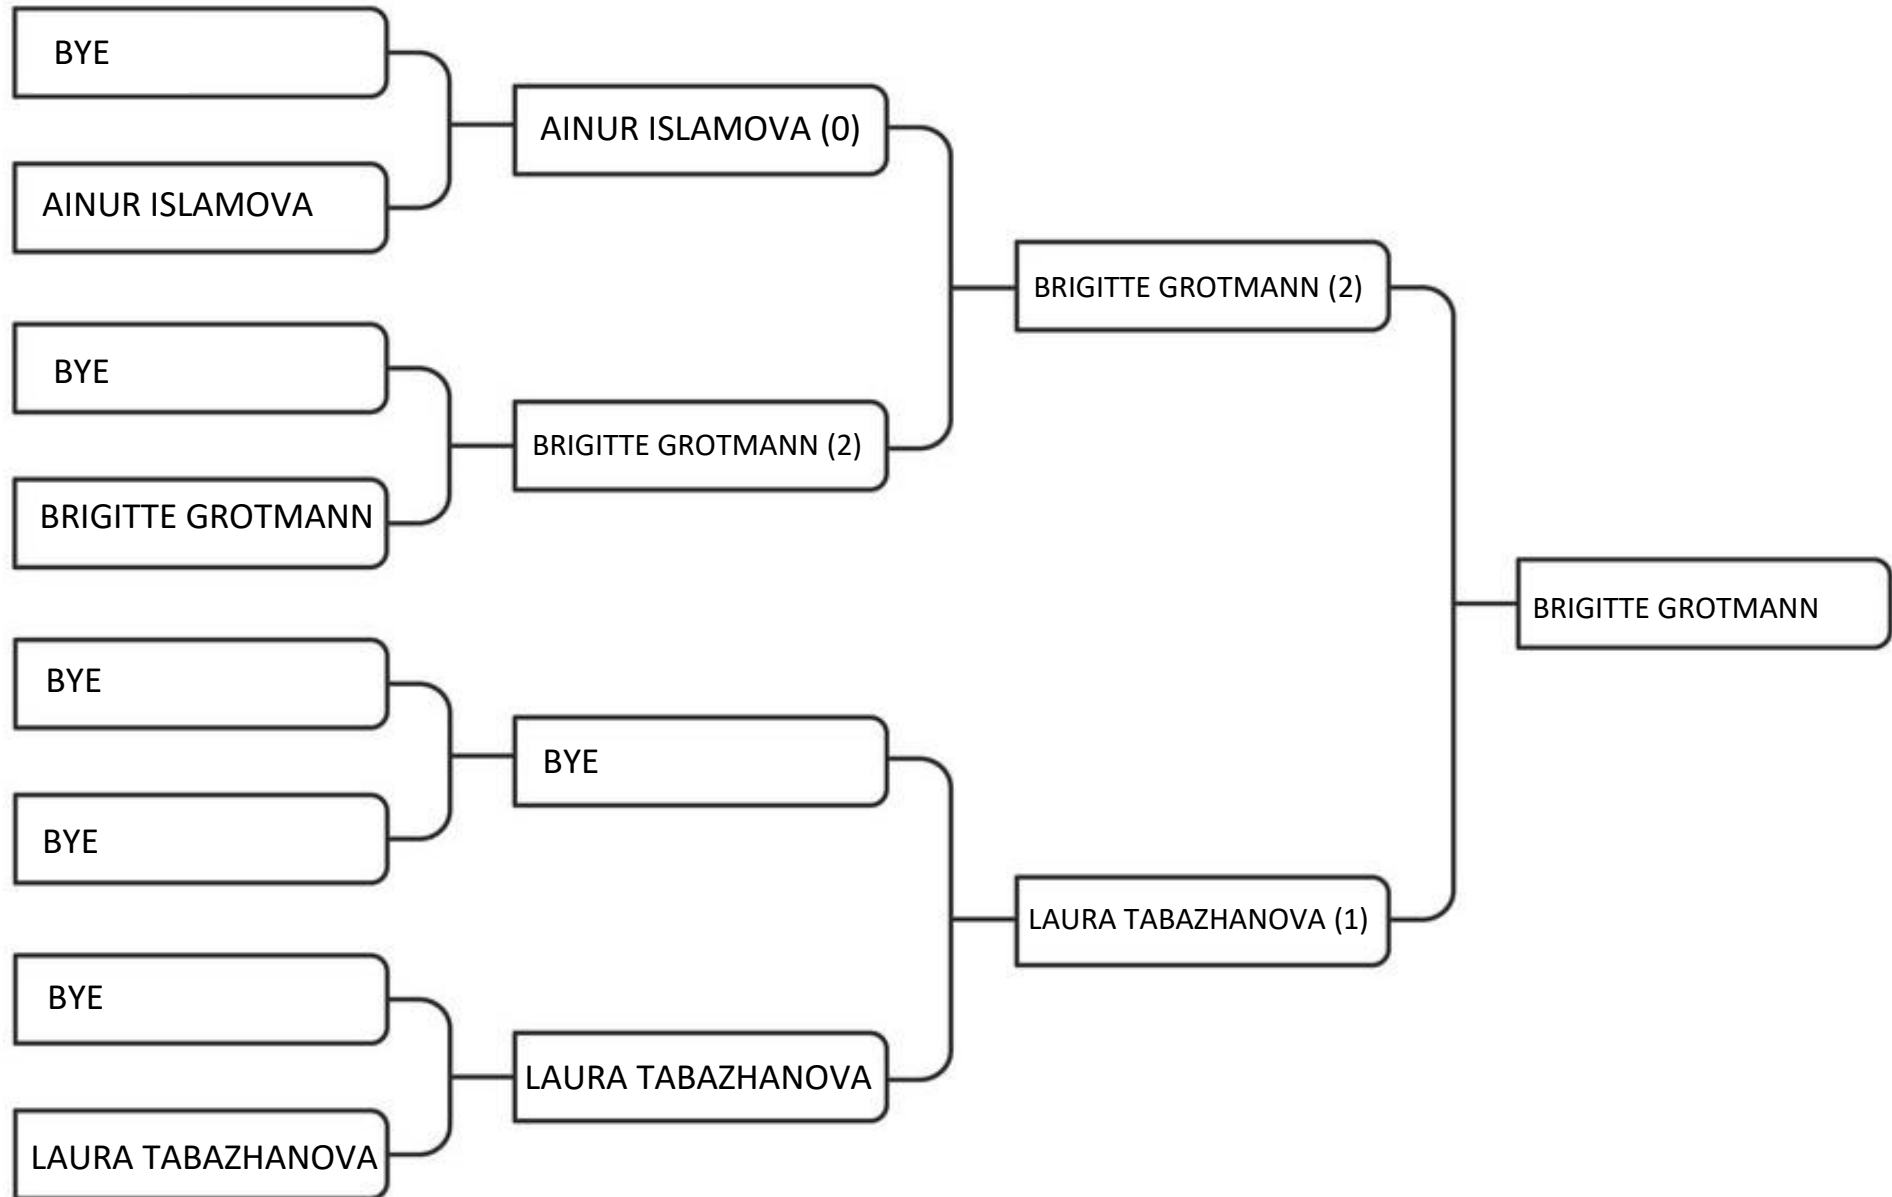 BYE
AINUR ISLAMOVA
BYE
BRIGITTE GROTMANN
BYE
BYE
BYE
LAURA TABAZHANOVA
AINUR ISLAMOVA (0)
BRIGITTE GROTMANN (2)
BYE
LAURA TABAZHANOVA
BRIGITTE GROTMANN (2)
LAURA TABAZHANOVA (1)
BRIGITTE GROTMANN